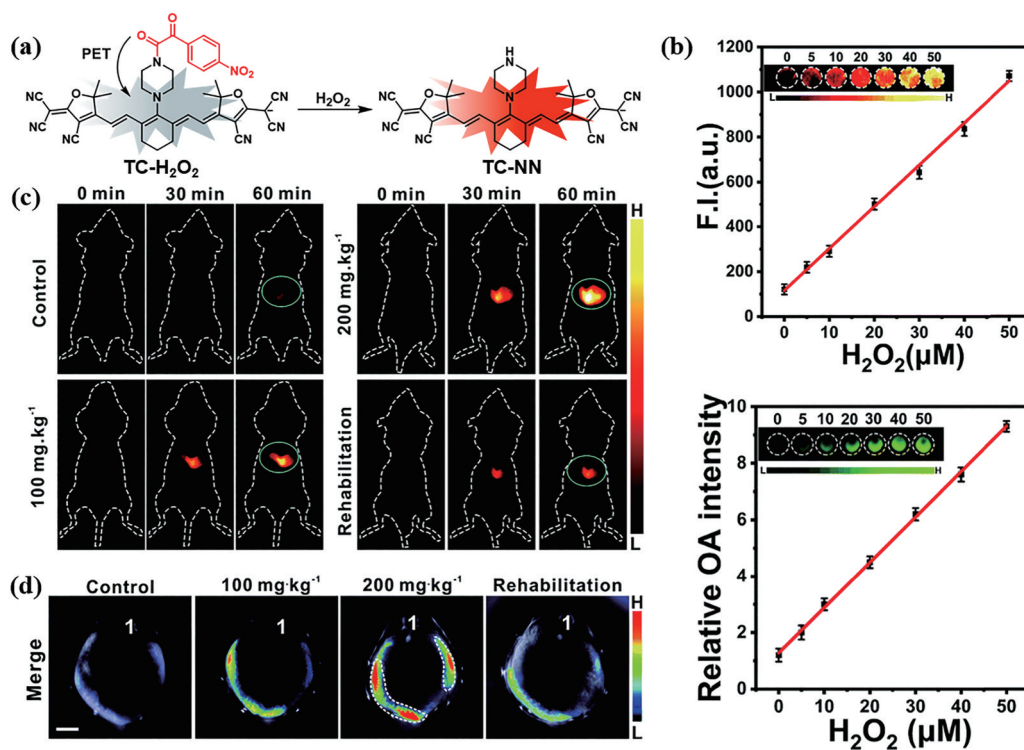 (a)
PET
O
O
NO₂
N
N
O
O
CN
NC
CN
CN
NC
CN
TC-H₂O₂
H₂O₂
H
N
N
O
O
CN
NC
CN
CN
NC
CN
TC-NN
(b)
1200
1000
800
600
400
200
0
F.I.(a.u.)
0 5 10 20 30 40 50
L H
0 10 20 30 40 50
H₂O₂(μM)
10
8
6
4
2
0
Relative OA intensity
0 5 10 20 30 40 50
L H
0 10 20 30 40 50
H₂O₂(μM)
(c)
0 min 30 min 60 min
0 min 30 min 60 min
Control
200 mg.kg⁻¹
100 mg.kg⁻¹
Rehabilitation
H
L
(d)
Control 100 mg·kg⁻¹ 200 mg·kg⁻¹ Rehabilitation
Merge
1
1
1
1
H
L